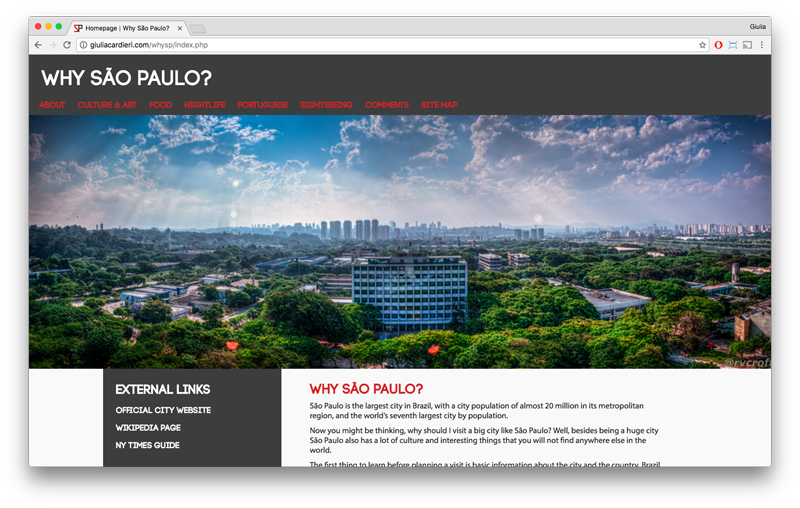 Homepage | Why São Paulo?
Giulia
giuliacardieri.com/whysp/index.php
WHY SÃO PAULO?
ABOUT CULTURE & ART FOOD NIGHTLIFE PORTUGUESE SIGHTSEEING COMMENTS SITE MAP
@rvcroft
EXTERNAL LINKS
OFFICIAL CITY WEBSITE
WIKIPEDIA PAGE
NY TIMES GUIDE
WHY SÃO PAULO?
São Paulo is the largest city in Brazil, with a city population of almost 20 million in its metropolitan
region, and the world's seventh largest city by population.
Now you might be thinking, why should I visit a big city like São Paulo? Well, besides being a huge city
São Paulo also has a lot of culture and interesting things that you will not find anywhere else in the
world.
The first thing to learn before planning a visit is basic information about the city and the country. Brazil